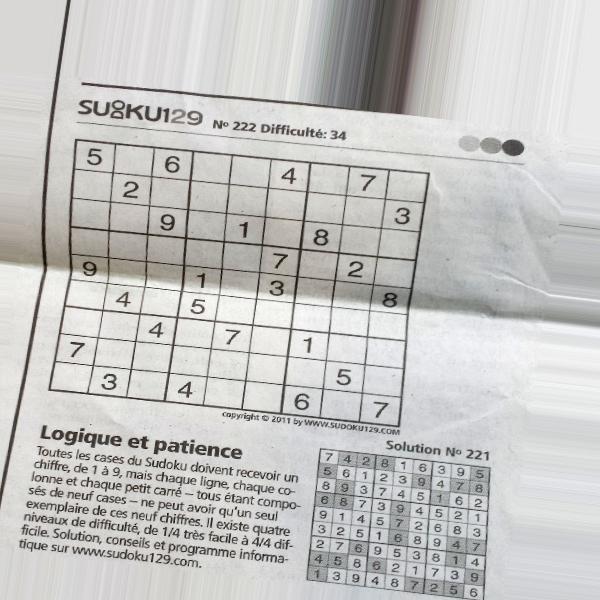 SUDOKU129 Nº 222 Difficulté: 34
5 6 4 7
2 3
9 1 8
7 2
9 1 3 8
4 5
4 7 1
7 5
3 4 6 7
copyright © 2011 by WWW.SUDOKU129.COM
Logique et patience
Toutes les cases du Sudoku doivent recevoir un
chiffre, de 1 à 9, mais chaque ligne, chaque co-
lonne et chaque petit carré – tous étant compo-
sés de neuf cases – ne peut avoir qu'un seul
exemplaire de ces neuf chiffres. Il existe quatre
niveaux de difficulté, de 1/4 très facile à 4/4 dif-
ficile. Solution, conseils et programme informa-
tique sur www.sudoku129.com.
Solution Nº 221
7 4 2 8 1 6 3 9 5
5 6 1 2 3 9 4 7 8
8 9 3 7 4 5 1 6 2
6 8 7 3 9 4 5 2 1
9 1 4 5 7 2 6 8 3
3 2 5 1 6 8 9 4 7
2 7 6 9 5 3 8 1 4
4 5 8 6 2 1 7 3 9
1 3 9 4 8 7 2 5 6